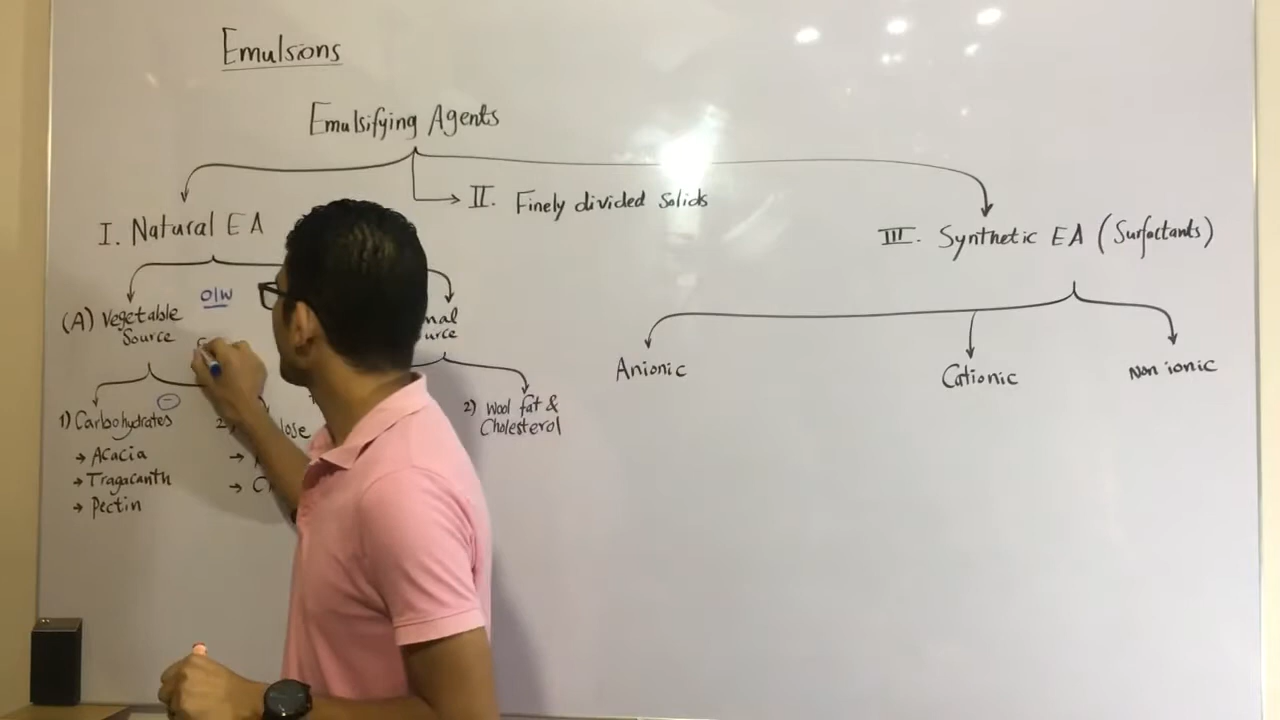 Emulsions
Emulsifying Agents
II. Finely divided solids
I. Natural EA
III. Synthetic EA (Surfactants)
O/W
(A) Vegetable
Source
Anionic
Cationic
Non ionic
1) Carbohydrates
→ Acacia
→ Tragacanth
→ Pectin
2) Wool fat &
Cholesterol